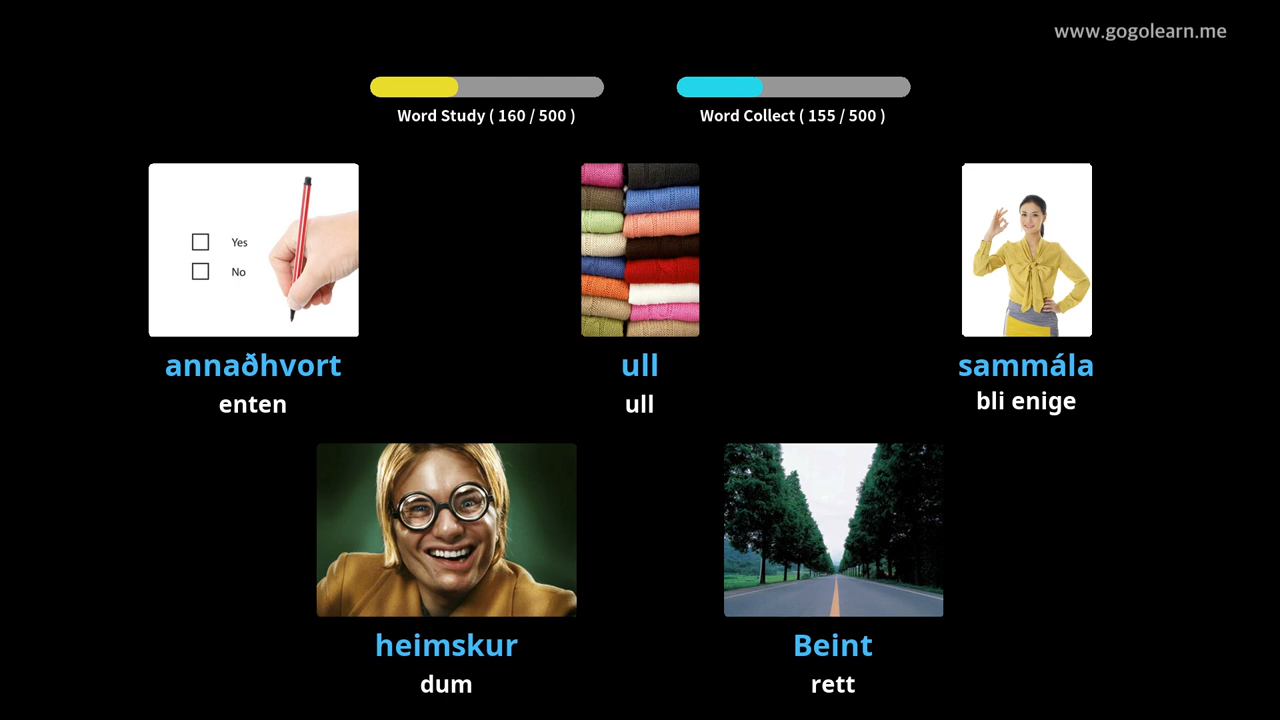 www.gogolearn.me
Word Study ( 160 / 500 )
Word Collect ( 155 / 500 )
Yes
No
annaðhvort
enten
ull
ull
sammála
bli enige
heimskur
dum
Beint
rett